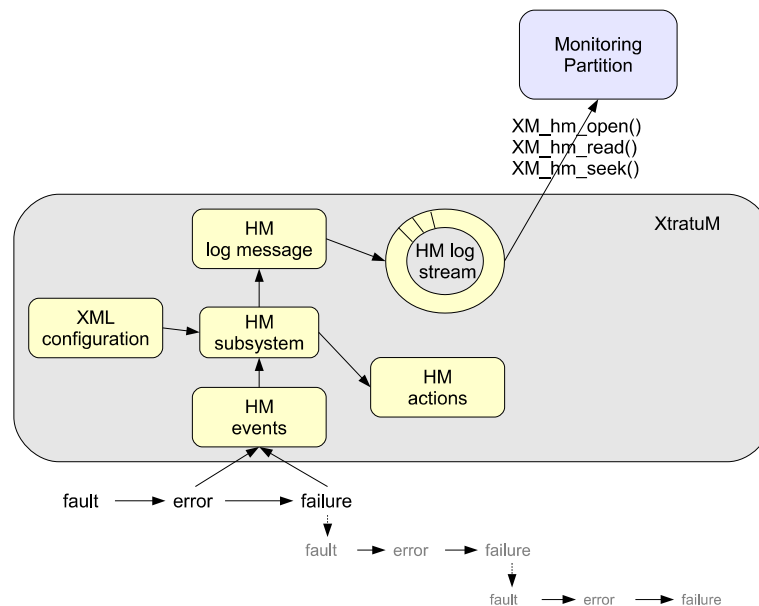 Monitoring
Partition
XM_hm_open()
XM_hm_read()
XM_hm_seek()
XtratuM
HM
log message
HM log
stream
XML
configuration
HM
subsystem
HM
actions
HM
events
fault error failure
fault error failure
fault error failure